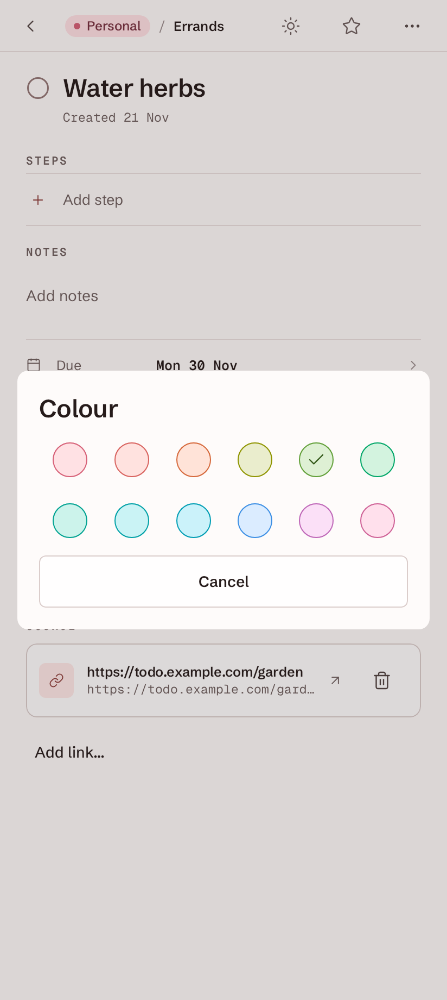 Personal / Errands
Water herbs
Created 21 Nov
STEPS
+ Add step
NOTES
Add notes
Due Mon 30 Nov
Colour
Cancel
https://todo.example.com/garden
https://todo.example.com/gard…
Add link…